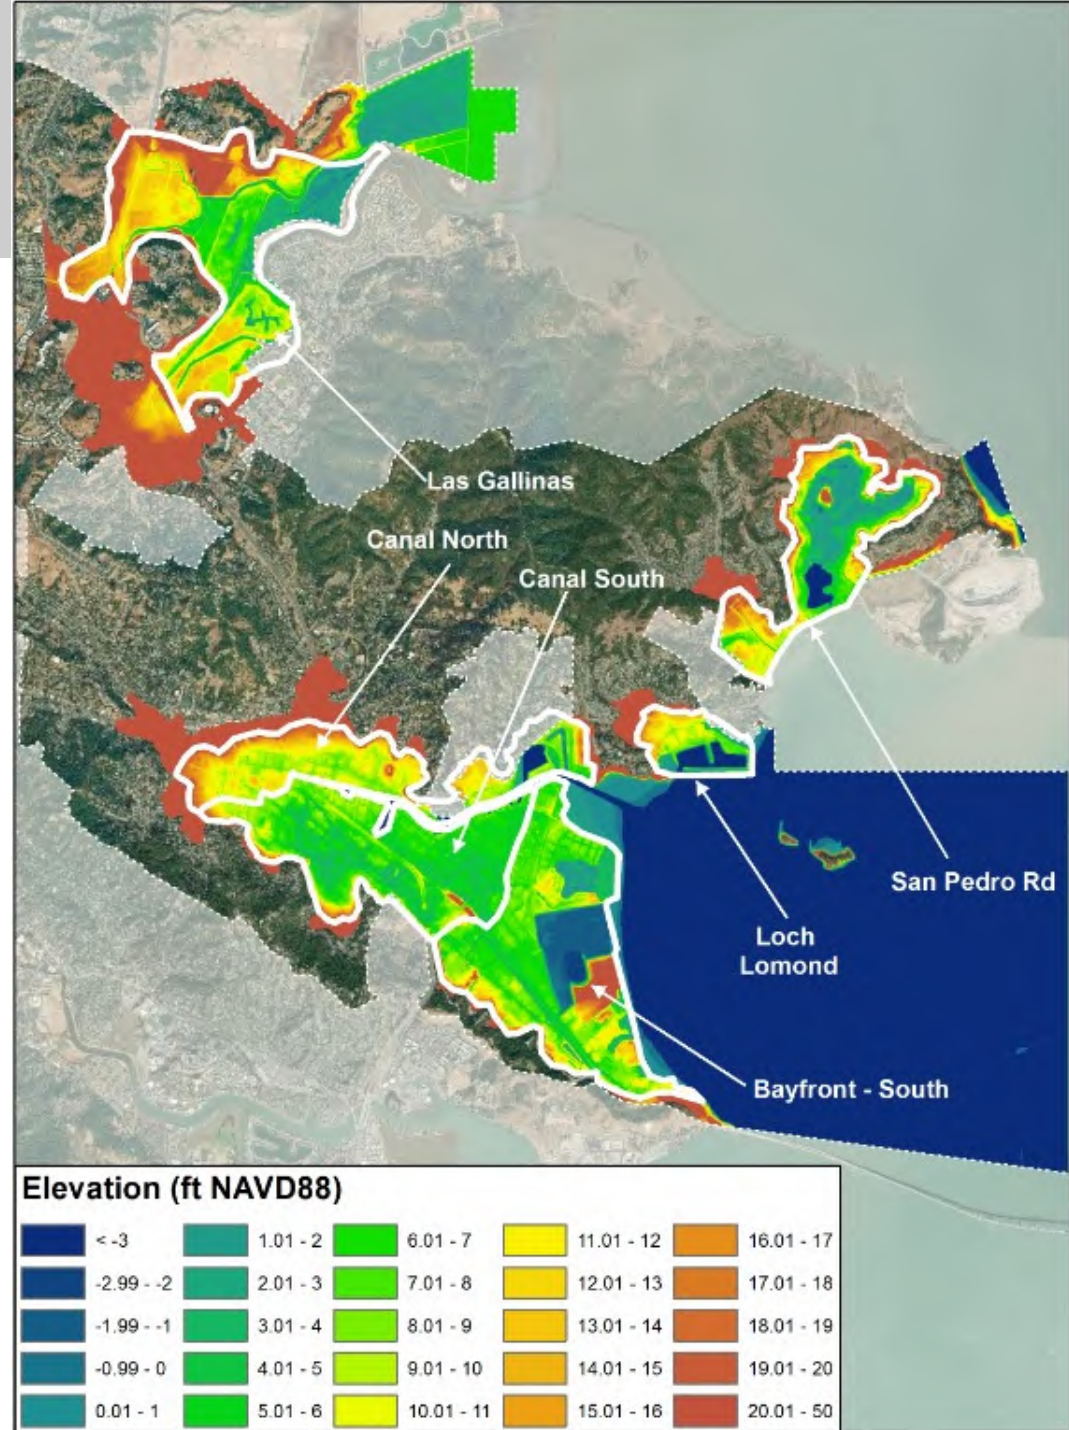 Las Gallinas
Canal North
Canal South
San Pedro Rd
Loch
Lomond
Bayfront - South
Elevation (ft NAVD88)
< -3
-2.99 - -2
-1.99 - -1
-0.99 - 0
0.01 - 1
1.01 - 2
2.01 - 3
3.01 - 4
4.01 - 5
5.01 - 6
6.01 - 7
7.01 - 8
8.01 - 9
9.01 - 10
10.01 - 11
11.01 - 12
12.01 - 13
13.01 - 14
14.01 - 15
15.01 - 16
16.01 - 17
17.01 - 18
18.01 - 19
19.01 - 20
20.01 - 50